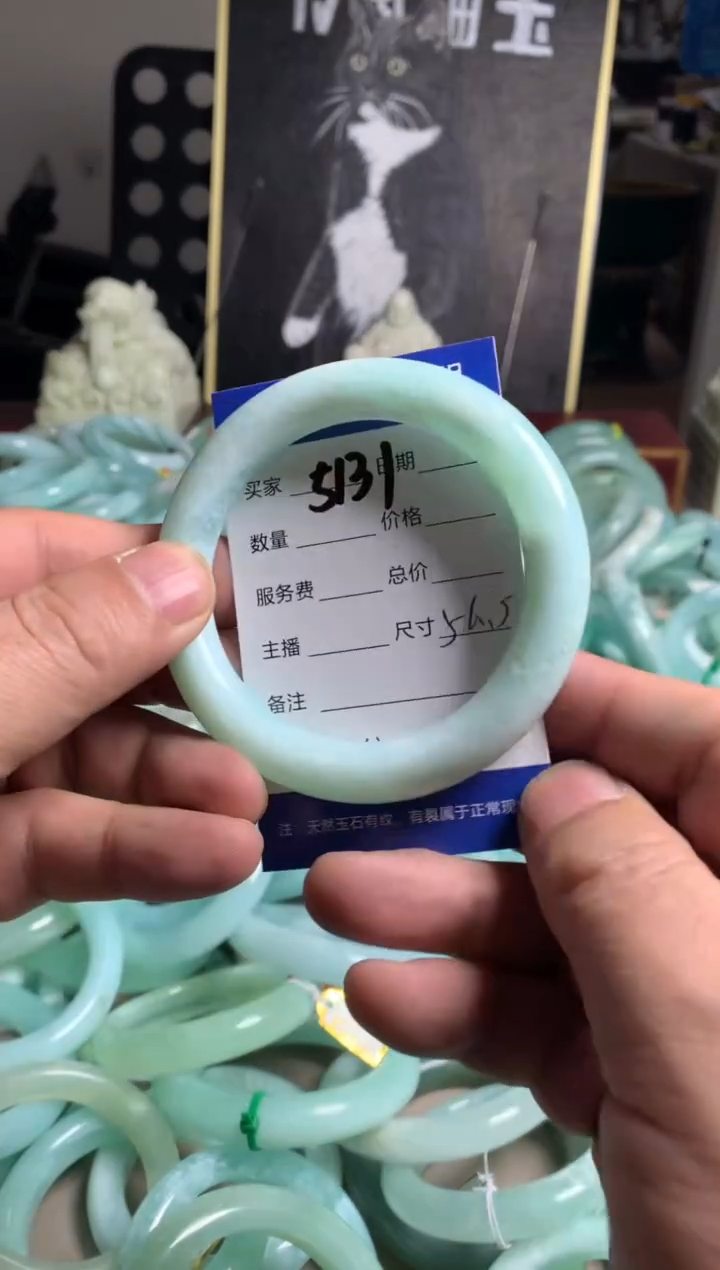 玉
买家 5131 日期
数量 价格
服务费 总价
主播 尺寸 56.5
备注
注 天然玉石有纹 有裂属于正常现